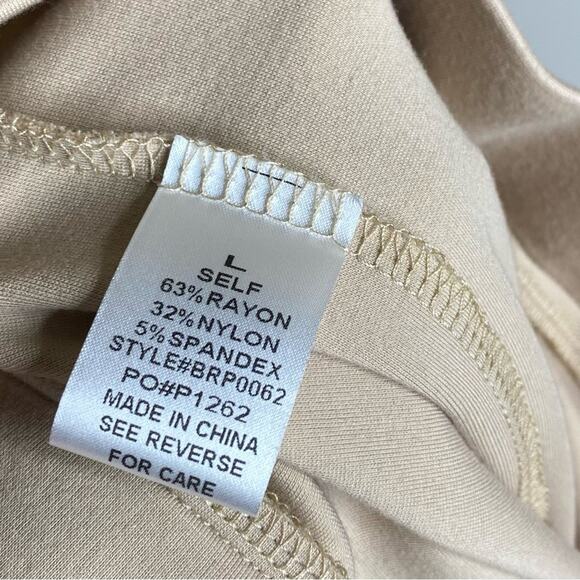 L
SELF
63%RAYON
32%NYLON
5%SPANDEX
STYLE#BRP0062
PO#P1262
MADE IN CHINA
SEE REVERSE
FOR CARE